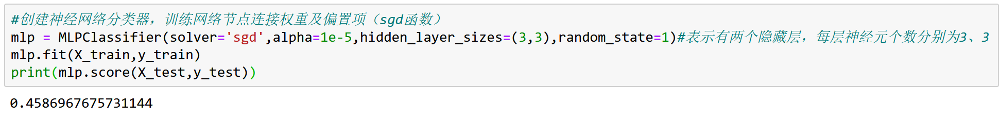 #创建神经网络分类器，训练网络节点连接权重及偏置项（sgd函数）
mlp = MLPClassifier(solver='sgd',alpha=1e-5,hidden_layer_sizes=(3,3),random_state=1)#表示有两个隐藏层，每层神经元个数分别为3、3
mlp.fit(X_train,y_train)
print(mlp.score(X_test,y_test))
0.4586967675731144